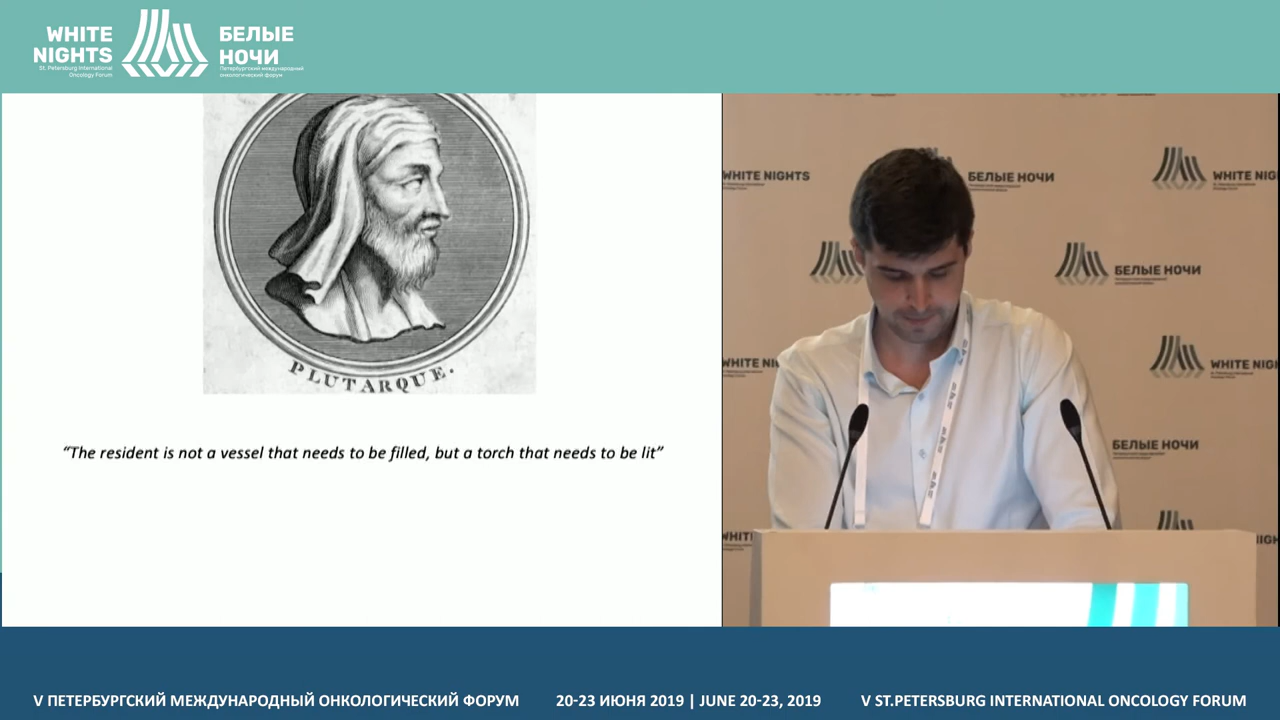 WHITE
NIGHTS
St. Petersburg International
Oncology Forum
БЕЛЫЕ
НОЧИ
Петербургский международный
онкологический форум
PLUTARQUE.
“The resident is not a vessel that needs to be filled, but a torch that needs to be lit”
WHITE NIGHTS
БЕЛЫЕ НОЧИ
WHITE NIG
БЕЛЫЕ НОЧИ
WHITE NI
WHITE NIG
БЕЛЫЕ НОЧИ
V ПЕТЕРБУРГСКИЙ МЕЖДУНАРОДНЫЙ ОНКОЛОГИЧЕСКИЙ ФОРУМ
20-23 ИЮНЯ 2019 | JUNE 20-23, 2019
V ST.PETERSBURG INTERNATIONAL ONCOLOGY FORUM